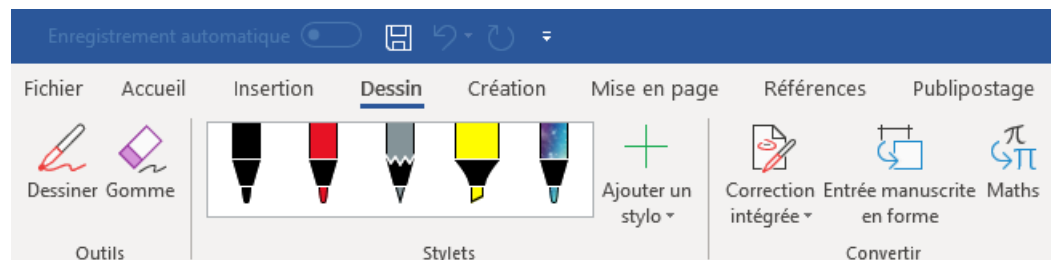 Enregistrement automatique
Fichier Accueil Insertion Dessin Création Mise en page Références Publipostage
Dessiner Gomme Ajouter un stylo Correction intégrée Entrée manuscrite en forme Maths
Outils Stylets Convertir